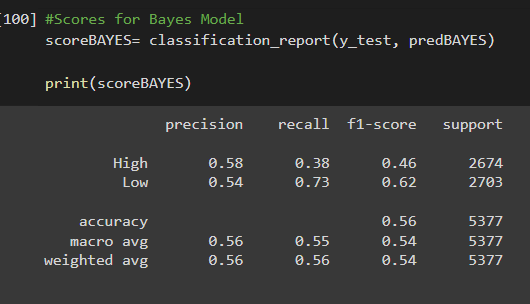 [100] #Scores for Bayes Model
scoreBAYES= classification_report(y_test, predBAYES)
print(scoreBAYES)
precision recall f1-score support
High 0.58 0.38 0.46 2674
Low 0.54 0.73 0.62 2703
accuracy 0.56 5377
macro avg 0.56 0.55 0.54 5377
weighted avg 0.56 0.56 0.54 5377